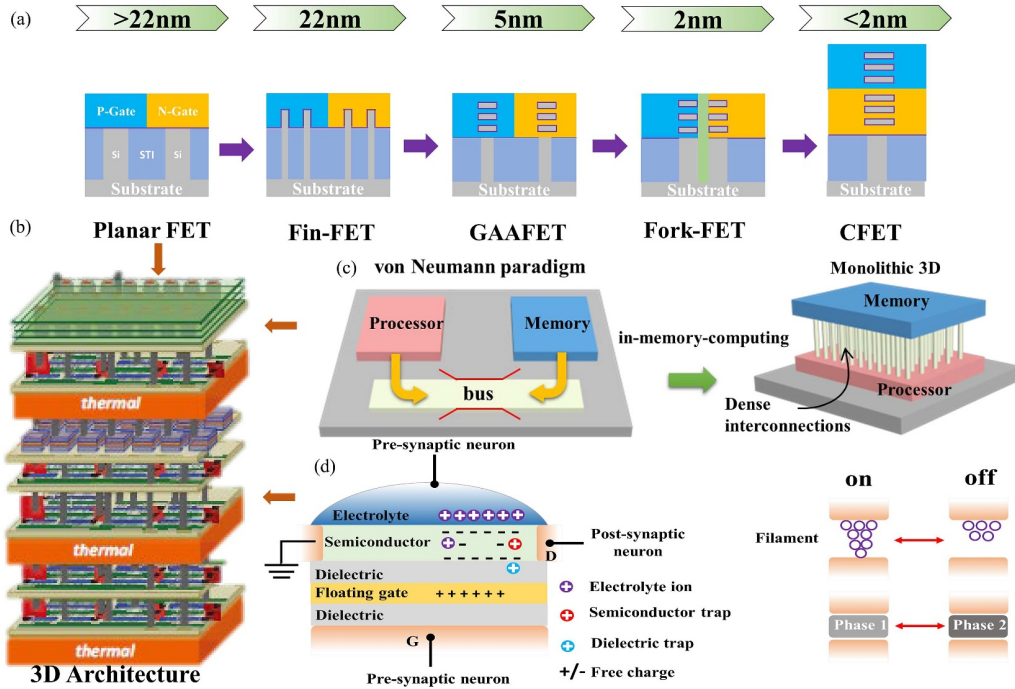 (a)
>22nm
22nm
5nm
2nm
<2nm
P-Gate
N-Gate
Si
STI
Si
Substrate
Substrate
Substrate
Substrate
Substrate
Planar FET
Fin-FET
GAAFET
Fork-FET
CFET
(b)
thermal
thermal
thermal
3D Architecture
(c)
von Neumann paradigm
Processor
Memory
bus
in-memory-computing
Monolithic 3D
Memory
Processor
Dense
interconnections
(d)
Pre-synaptic neuron
Electrolyte
Semiconductor
- - - - -
-
- - - - - -
D
Post-synaptic
neuron
Dielectric
Floating gate
+ + + + + +
Dielectric
G
Pre-synaptic neuron
Electrolyte ion
Semiconductor trap
Dielectric trap
+/- Free charge
on
off
Filament
Phase 1
Phase 2